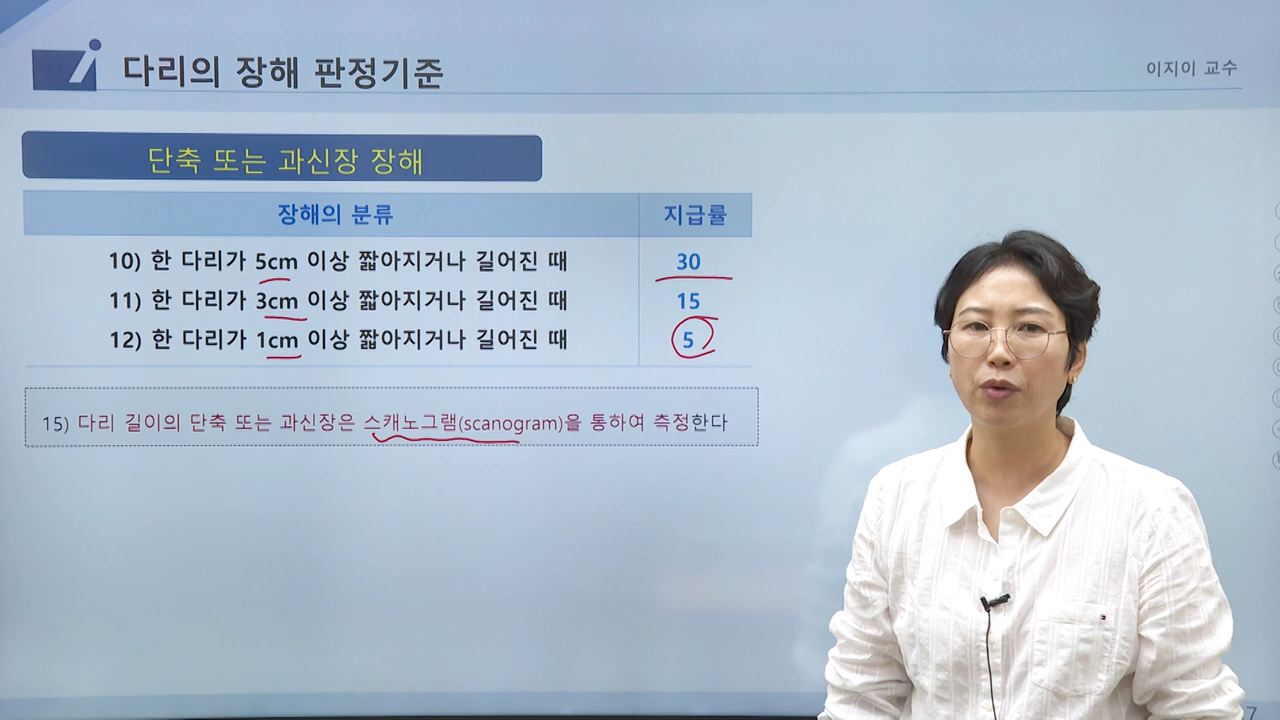 다리의 장해 판정기준
이지이 교수
단축 또는 과신장 장해
장해의 분류 지급률
10) 한 다리가 5cm 이상 짧아지거나 길어진 때 30
11) 한 다리가 3cm 이상 짧아지거나 길어진 때 15
12) 한 다리가 1cm 이상 짧아지거나 길어진 때 5
15) 다리 길이의 단축 또는 과신장은 스캐노그램(scanogram)을 통하여 측정한다
7